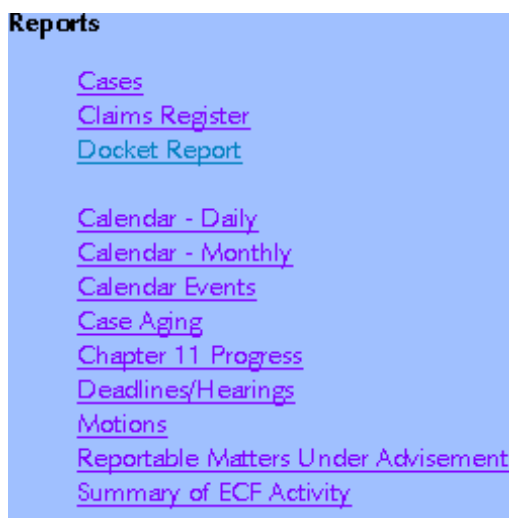 Reports
Cases
Claims Register
Docket Report
Calendar - Daily
Calendar - Monthly
Calendar Events
Case Aging
Chapter 11 Progress
Deadlines/Hearings
Motions
Reportable Matters Under Advisement
Summary of ECF Activity